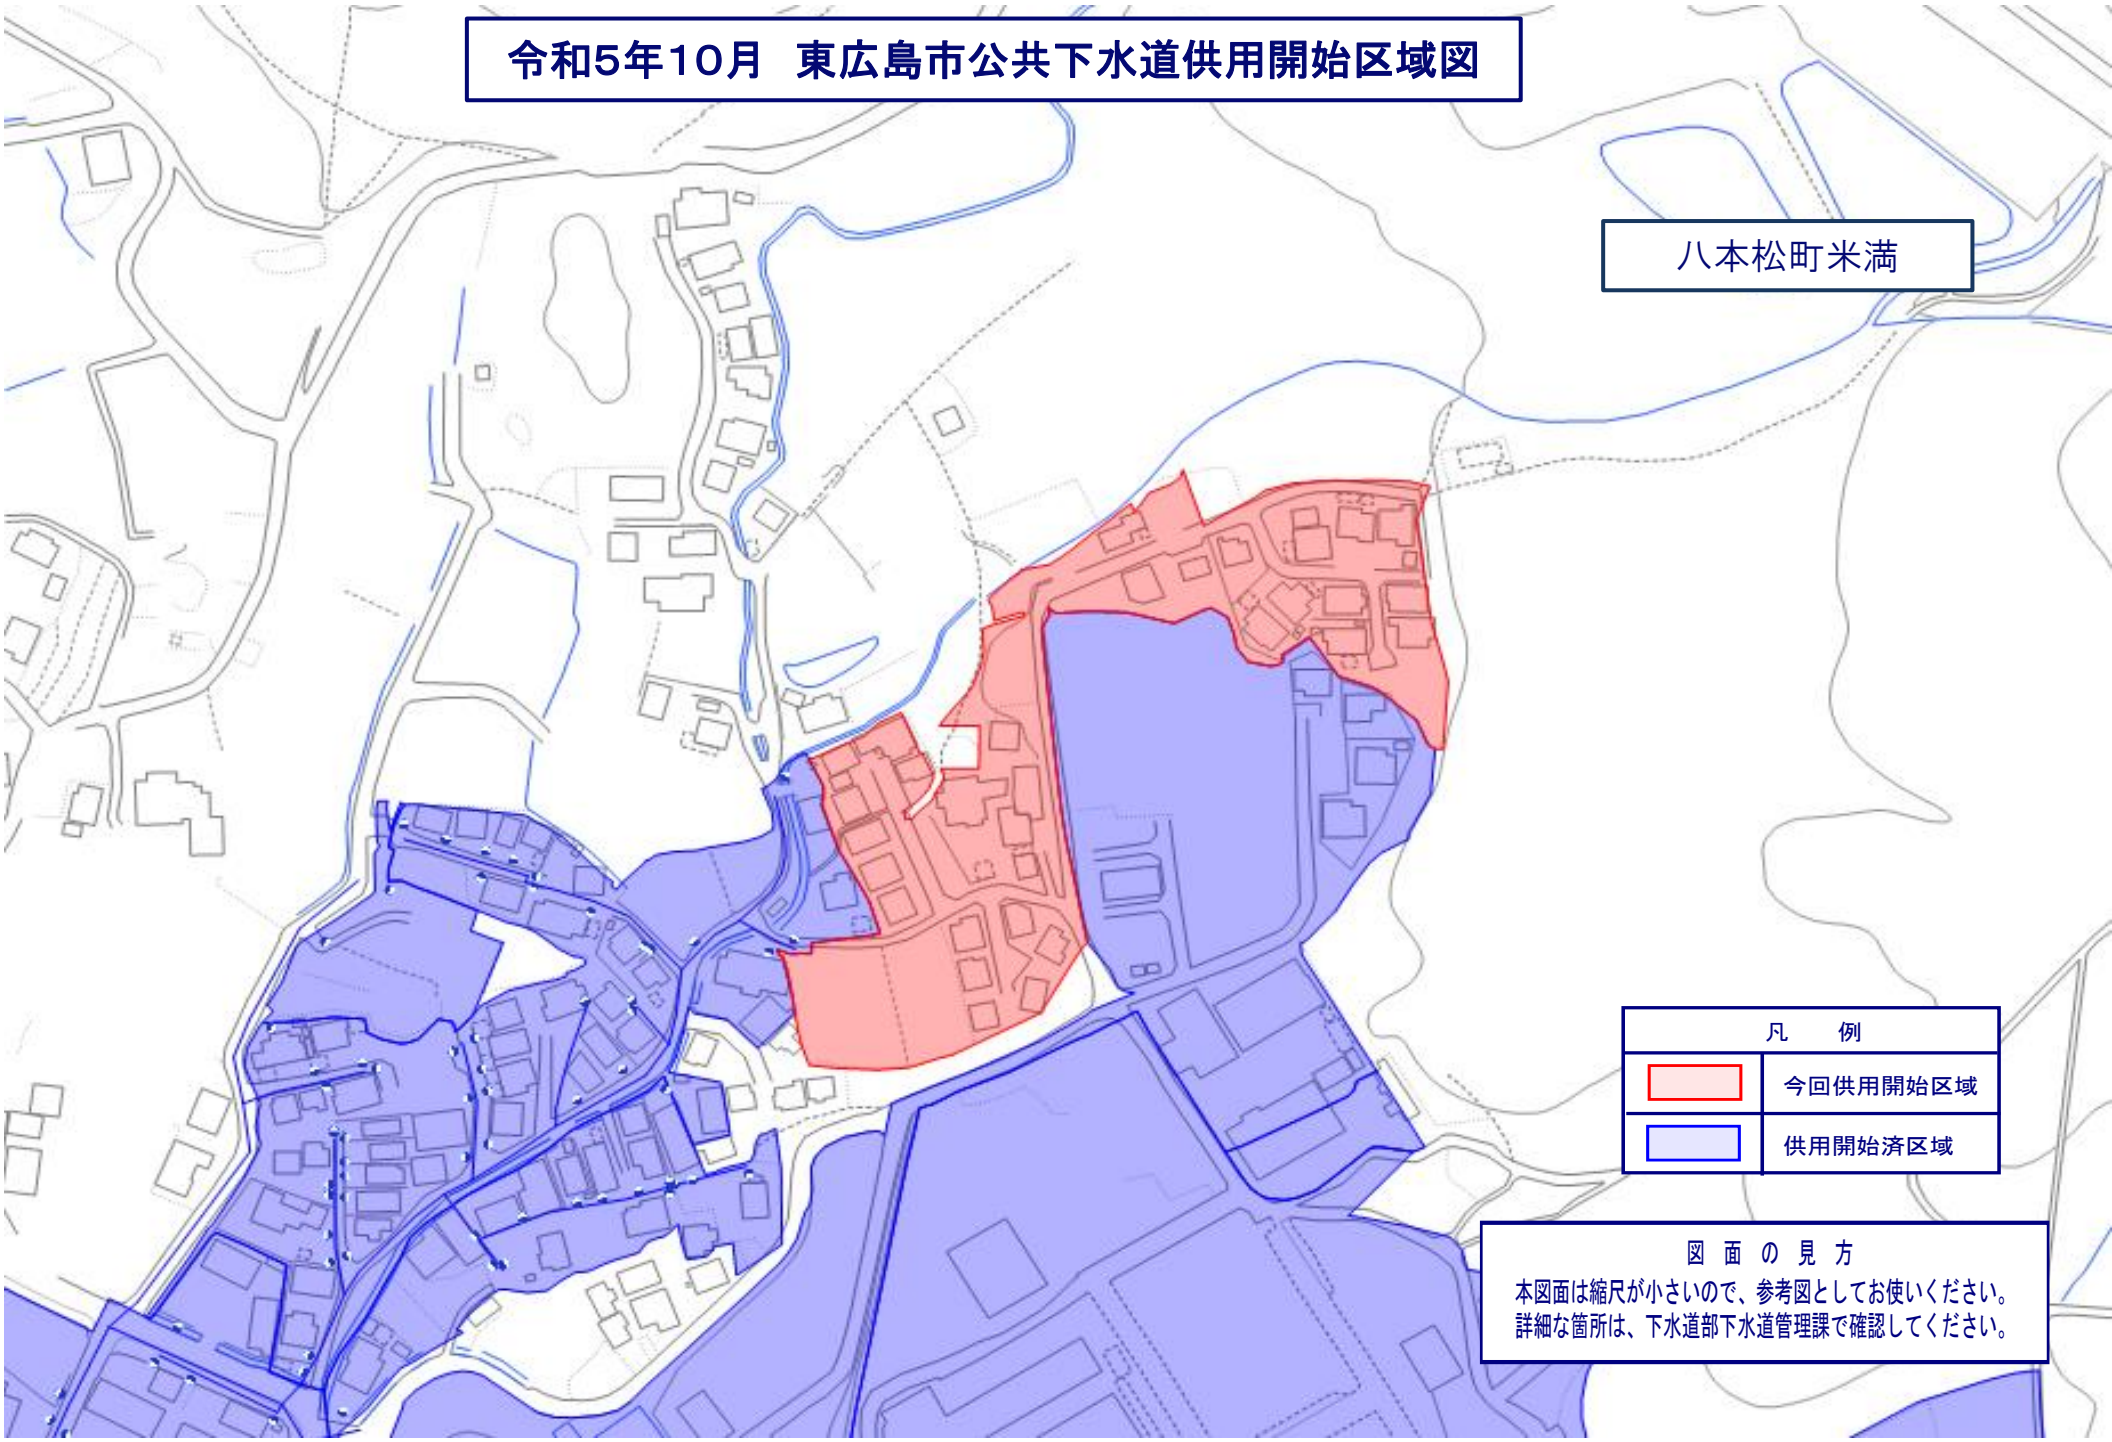 令和5年10月　東広島市公共下水道供用開始区域図
八本松町米満
凡　例
今回供用開始区域
供用開始済区域
図　面　の　見　方
本図面は縮尺が小さいので、参考図としてお使いください。
詳細な箇所は、下水道部下水道管理課で確認してください。